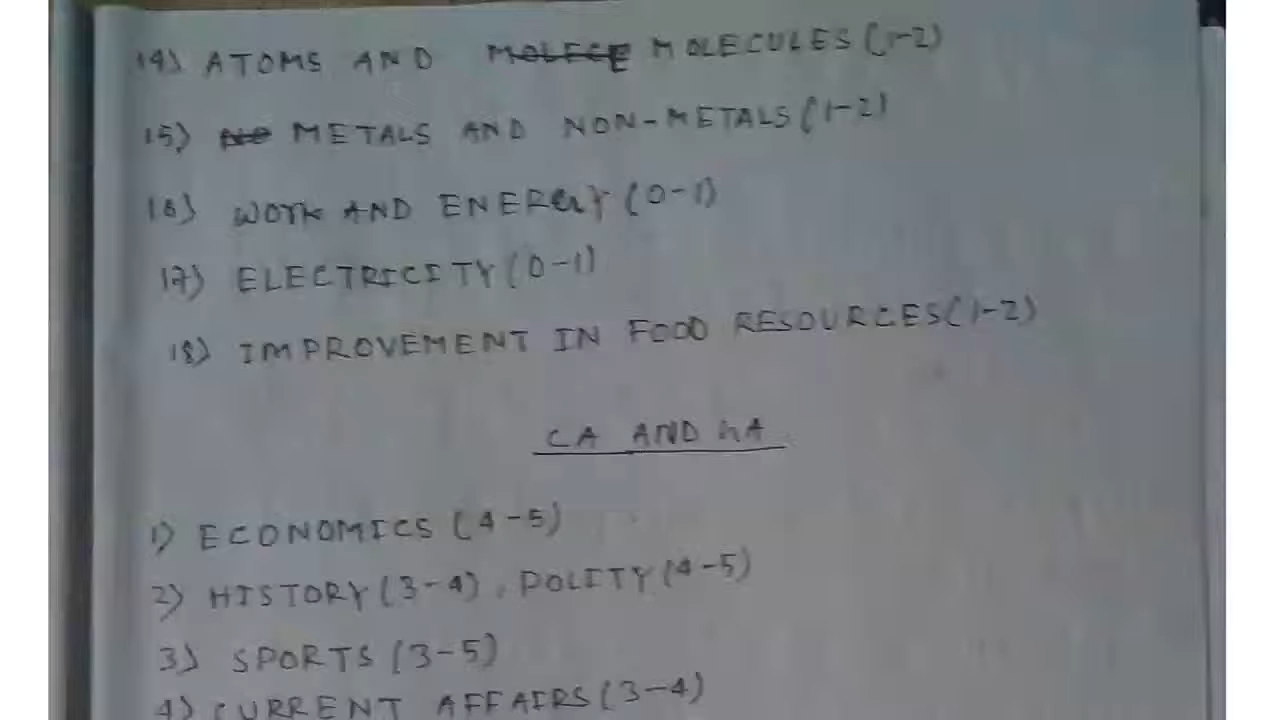 14) ATOMS AND MOLECE MOLECULES (1-2)
15) METALS AND NON-METALS (1-2)
16) WORK AND ENERGY (0-1)
17) ELECTRICITY (0-1)
18) IMPROVEMENT IN FOOD RESOURCES (1-2)
CA AND GA
1) ECONOMICS (4-5)
2) HISTORY (3-4), POLITY (4-5)
3) SPORTS (3-5)
4) CURRENT AFFAIRS (3-4)